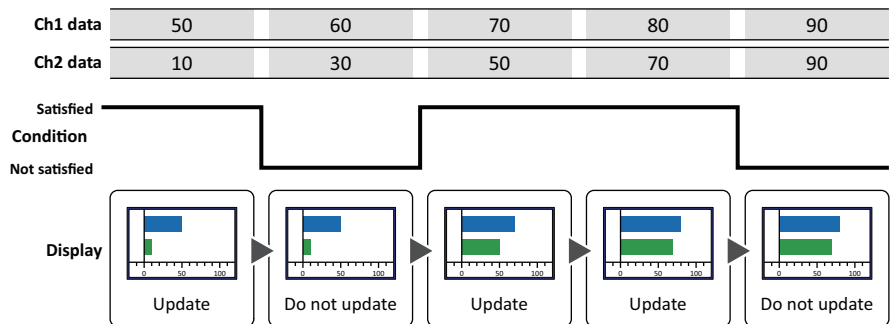 Ch1 data 50 60 70 80 90
Ch2 data 10 30 50 70 90
Satisfied
Condition
Not satisfied
Display
0 50 100 0 50 100 0 50 100 0 50 100 0 50 100
Update Do not update Update Update Do not update